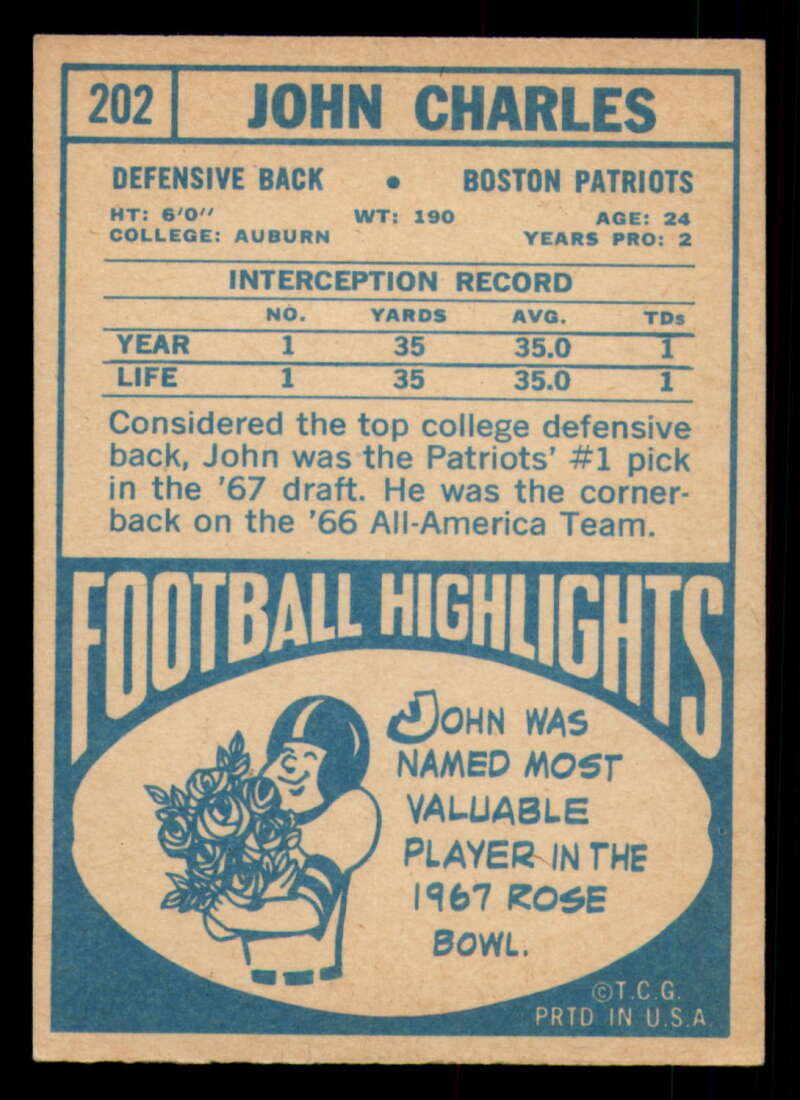 202 JOHN CHARLES
DEFENSIVE BACK • BOSTON PATRIOTS
HT: 6'0'' WT: 190 AGE: 24
COLLEGE: AUBURN YEARS PRO: 2
INTERCEPTION RECORD
NO. YARDS AVG. TDs
YEAR 1 35 35.0 1
LIFE 1 35 35.0 1
Considered the top college defensive
back, John was the Patriots' #1 pick
in the '67 draft. He was the corner-
back on the '66 All-America Team.
FOOTBALL HIGHLIGHTS
JOHN WAS
NAMED MOST
VALUABLE
PLAYER IN THE
1967 ROSE
BOWL.
©T.C.G.
PRTD IN U.S.A.